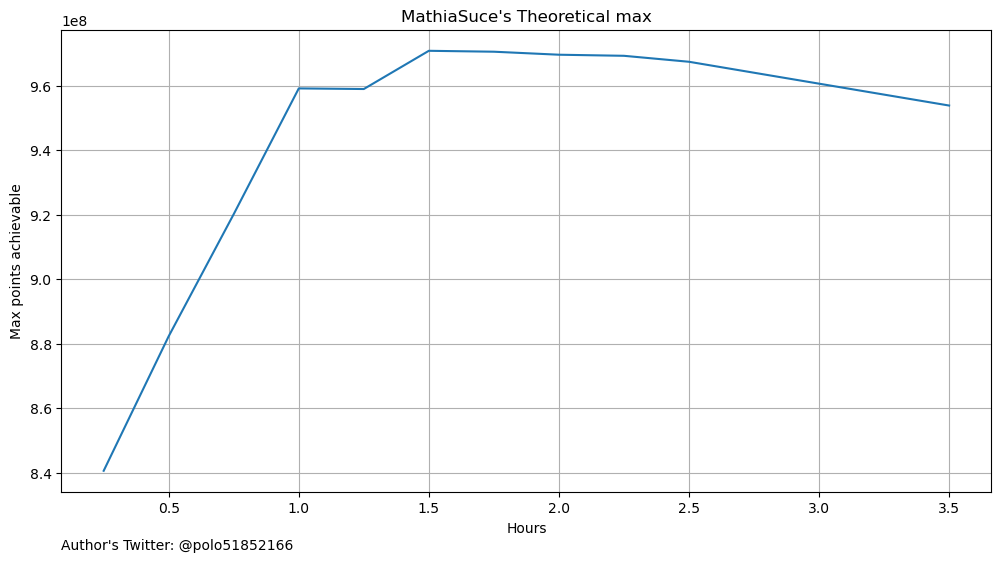 MathiaSuce's Theoretical max
1e8
Max points achievable
9.6
9.4
9.2
9.0
8.8
8.6
8.4
0.5 1.0 1.5 2.0 2.5 3.0 3.5
Hours
Author's Twitter: @polo51852166